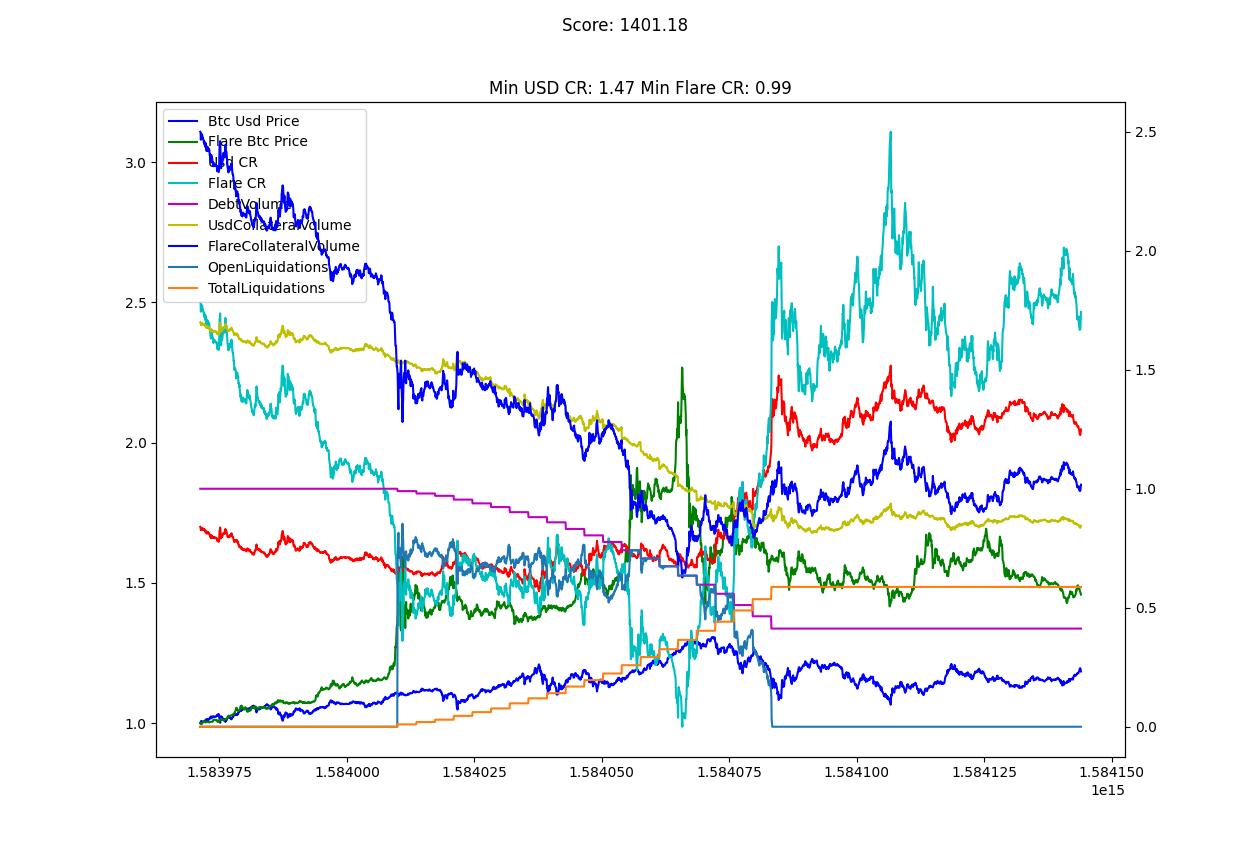 Score: 1401.18
Min USD CR: 1.47 Min Flare CR: 0.99
Btc Usd Price
Flare Btc Price
Usd CR
Flare CR
DebtVolume
UsdCollateralVolume
FlareCollateralVolume
OpenLiquidations
TotalLiquidations
3.0
2.5
2.0
1.5
1.0
2.5
2.0
1.5
1.0
0.5
0.0
1.583975
1.584000
1.584025
1.584050
1.584075
1.584100
1.584125
1.584150
1e15